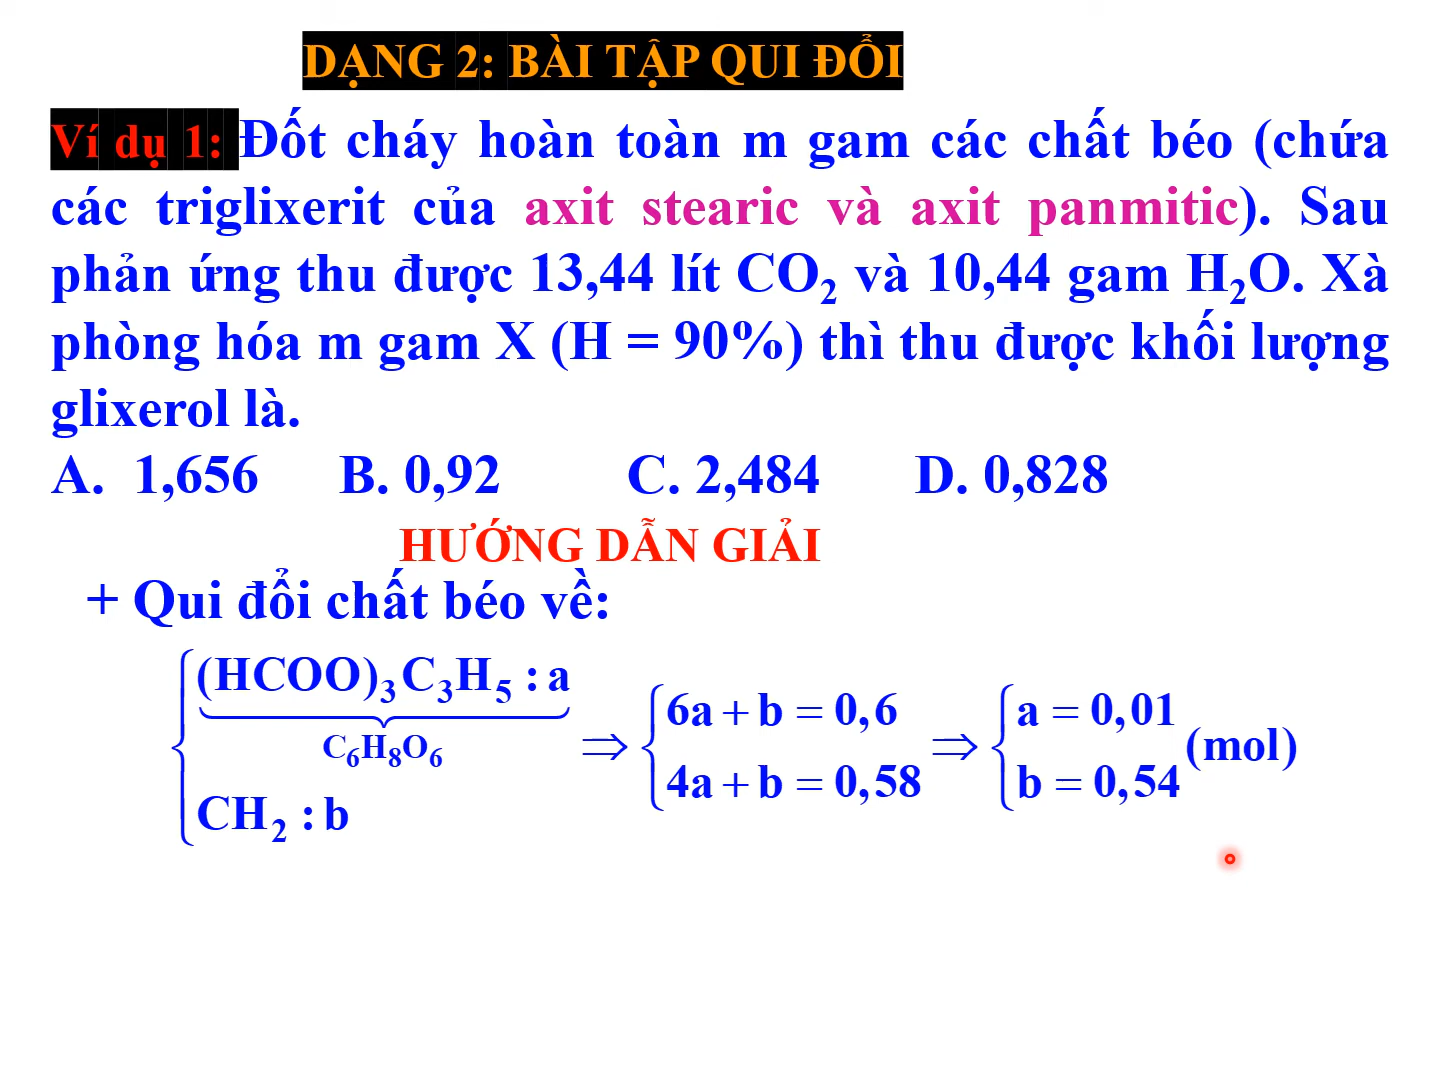 DẠNG 2: BÀI TẬP QUI ĐỔI
Ví dụ 1: Đốt cháy hoàn toàn m gam các chất béo (chứa
các triglixerit của axit stearic và axit panmitic). Sau
phản ứng thu được 13,44 lít CO₂ và 10,44 gam H₂O. Xà
phòng hóa m gam X (H = 90%) thì thu được khối lượng
glixerol là.
A. 1,656 B. 0,92 C. 2,484 D. 0,828
HƯỚNG DẪN GIẢI
+ Qui đổi chất béo về:
(HCOO)₃C₃H₅ : a
C₆H₈O₆
CH₂ : b
⇒
6a + b = 0,6
4a + b = 0,58
⇒
a = 0,01
b = 0,54
(mol)